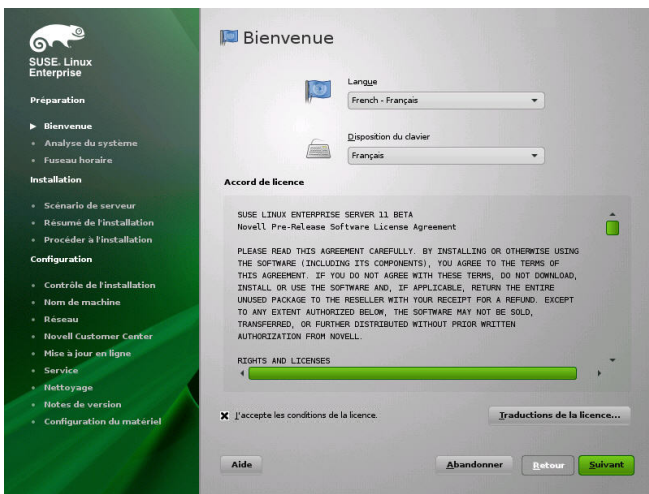 SUSE. Linux
Enterprise
Préparation
Bienvenue
Analyse du système
Fuseau horaire
Installation
Scénario de serveur
Résumé de l'installation
Procéder à l'installation
Configuration
Contrôle de l'installation
Nom de machine
Réseau
Novell Customer Center
Mise à jour en ligne
Service
Nettoyage
Notes de version
Configuration du matériel
Bienvenue
Langue
French - Français
Disposition du clavier
Français
Accord de licence
SUSE LINUX ENTERPRISE SERVER 11 BETA
Novell Pre-Release Software License Agreement
PLEASE READ THIS AGREEMENT CAREFULLY. BY INSTALLING OR OTHERWISE USING
THE SOFTWARE (INCLUDING ITS COMPONENTS), YOU AGREE TO THE TERMS OF
THIS AGREEMENT. IF YOU DO NOT AGREE WITH THESE TERMS, DO NOT DOWNLOAD,
INSTALL OR USE THE SOFTWARE AND, IF APPLICABLE, RETURN THE ENTIRE
UNUSED PACKAGE TO THE RESELLER WITH YOUR RECEIPT FOR A REFUND. EXCEPT
TO ANY EXTENT AUTHORIZED BELOW, THE SOFTWARE MAY NOT BE SOLD,
TRANSFERRED, OR FURTHER DISTRIBUTED WITHOUT PRIOR WRITTEN
AUTHORIZATION FROM NOVELL.
RIGHTS AND LICENSES
J'accepte les conditions de la licence.
Traductions de la licence...
Aide
Abandonner
Retour
Suivant